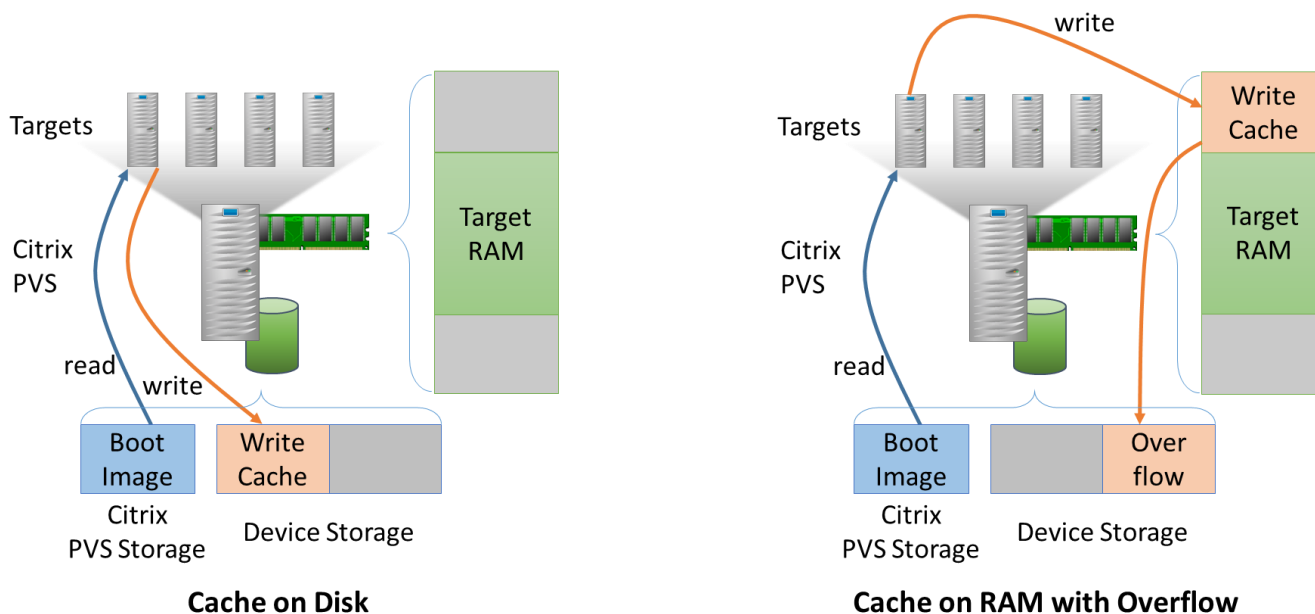 Targets
Citrix
PVS
read
write
Target
RAM
Boot
Image
Write
Cache
Citrix
PVS Storage
Device Storage
Cache on Disk
write
Targets
Write
Cache
Citrix
PVS
Target
RAM
read
Boot
Image
Over
flow
Citrix
PVS Storage
Device Storage
Cache on RAM with Overflow